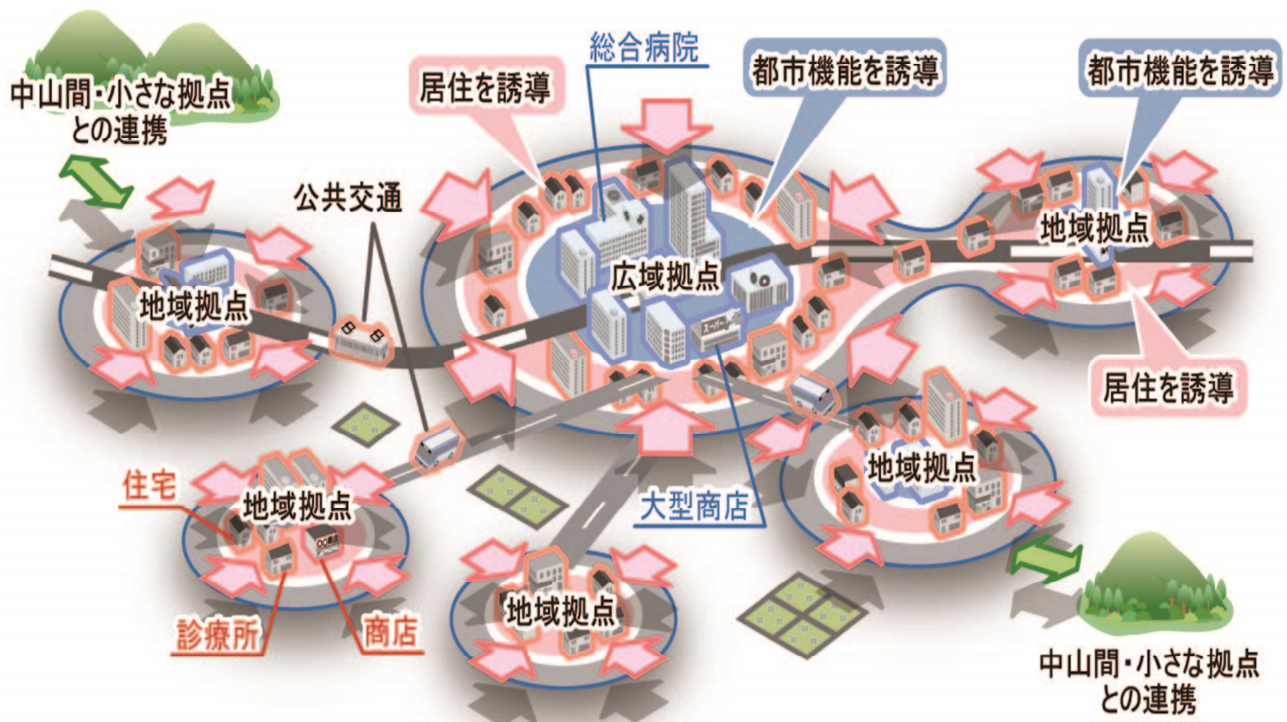 中山間・小さな拠点
との連携
居住を誘導
総合病院
都市機能を誘導
都市機能を誘導
公共交通
地域拠点
広域拠点
地域拠点
スーパー
居住を誘導
住宅
地域拠点
大型商店
地域拠点
診療所
商店
地域拠点
中山間・小さな拠点
との連携